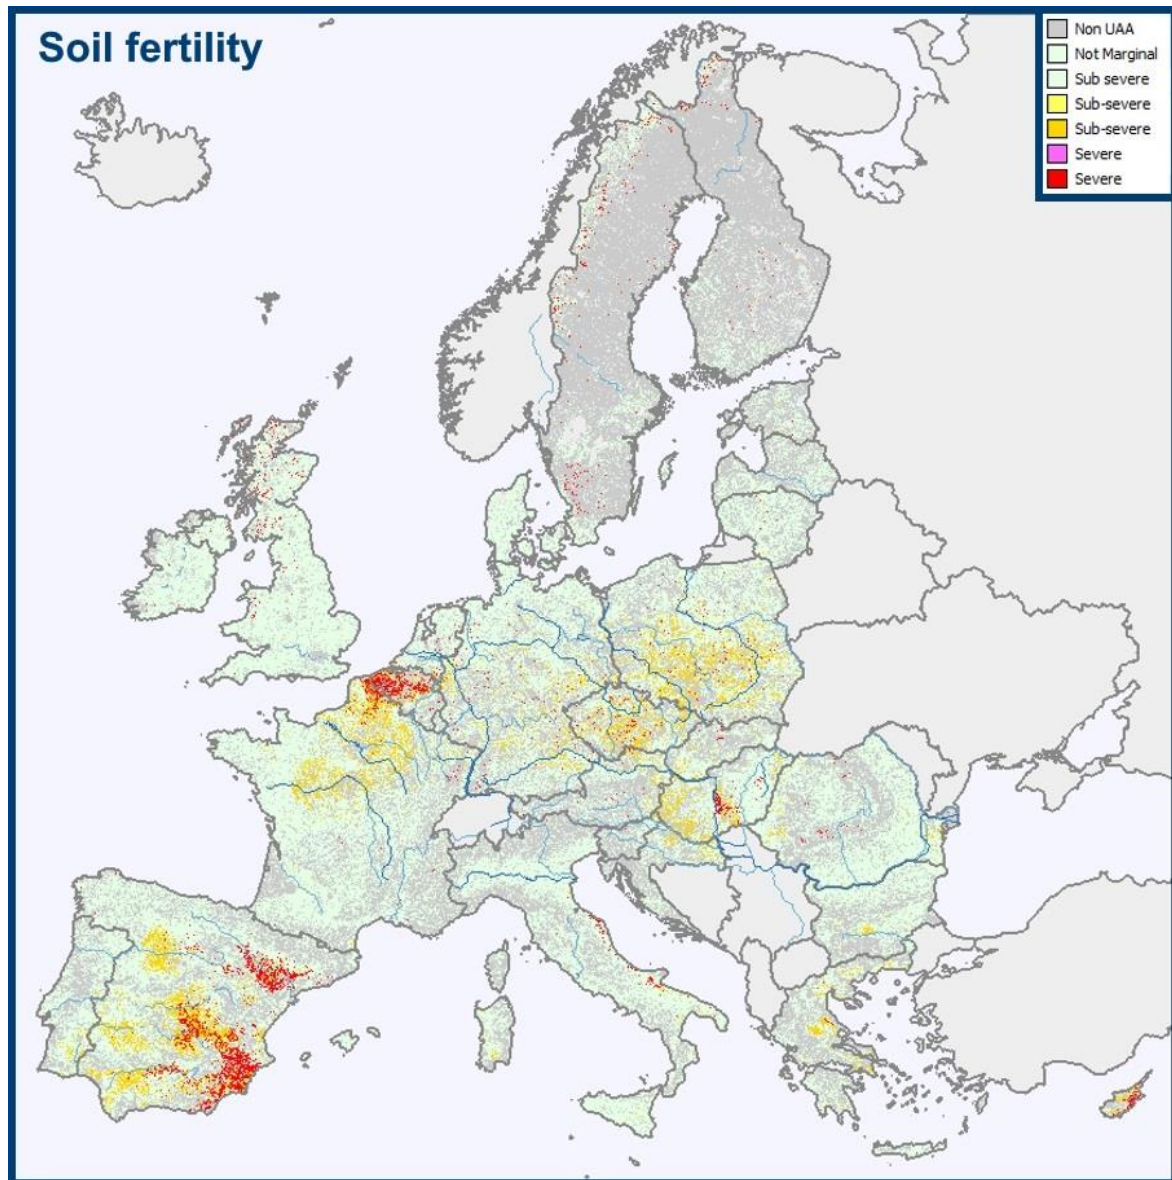 Soil fertility
Non UAA
Not Marginal
Sub severe
Sub-severe
Sub-severe
Severe
Severe